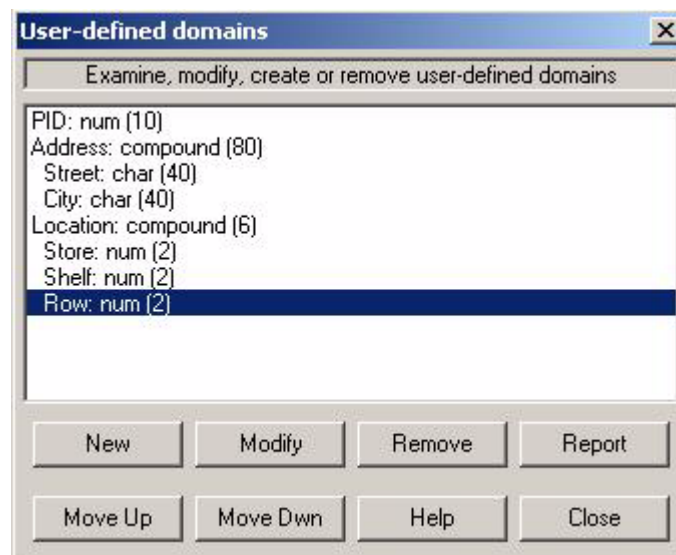 User-defined domains
Examine, modify, create or remove user-defined domains
PID: num (10)
Address: compound (80)
Street: char (40)
City: char (40)
Location: compound (6)
Store: num (2)
Shelf: num (2)
Row: num (2)
New Modify Remove Report
Move Up Move Dwn Help Close